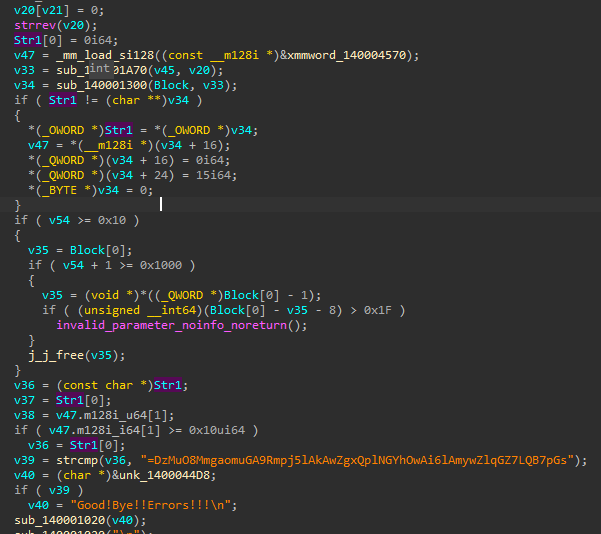 v20[v21] = 0;
strrev(v20);
Str1[0] = 0i64;
v47 = _mm_load_si128((const __m128i *)&xmmword_140004570);
int
v34 = sub_140001300(Block, v33);
if ( Str1 != (char **)v34 )
{
*(_OWORD *)Str1 = *(_OWORD *)v34;
v47 = *(__m128i *)(v34 + 16);
*(_QWORD *)(v34 + 16) = 0i64;
*(_QWORD *)(v34 + 24) = 15i64;
*(_BYTE *)v34 = 0;
}
if ( v54 >= 0x10 )
{
v35 = Block[0];
if ( v54 + 1 >= 0x1000 )
{
v35 = (void *)*((_QWORD *)Block[0] - 1);
if ( (unsigned __int64)(Block[0] - v35 - 8) > 0x1F )
invalid_parameter_noinfo_noreturn();
}
j_j_free(v35);
}
v36 = (const char *)Str1;
v37 = Str1[0];
v38 = v47.m128i_u64[1];
if ( v47.m128i_i64[1] >= 0x10ui64 )
v36 = Str1[0];
v39 = strcmp(v36, "=DzMuO8MmgaomuGA9Rmpj5lAkAwZgxQplNGYhOwAi6lAmywZlqGZ7LQB7pGs");
v40 = (char *)&unk_1400044D8;
if ( v39 )
v40 = "Good!Bye!!Errors!!!\n";
sub_140001020(v40);